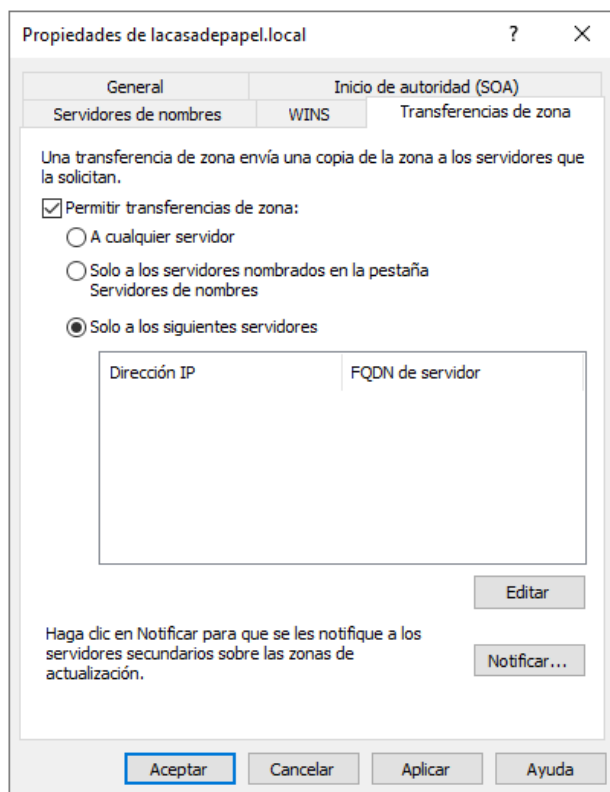 Propiedades de lacasadepapel.local ? ×
General Inicio de autoridad (SOA)
Servidores de nombres WINS Transferencias de zona
Una transferencia de zona envía una copia de la zona a los servidores que
la solicitan.
Permitir transferencias de zona:
A cualquier servidor
Solo a los servidores nombrados en la pestaña
Servidores de nombres
Solo a los siguientes servidores
Dirección IP FQDN de servidor
Editar
Haga clic en Notificar para que se les notifique a los
servidores secundarios sobre las zonas de
actualización.
Notificar...
Aceptar Cancelar Aplicar Ayuda